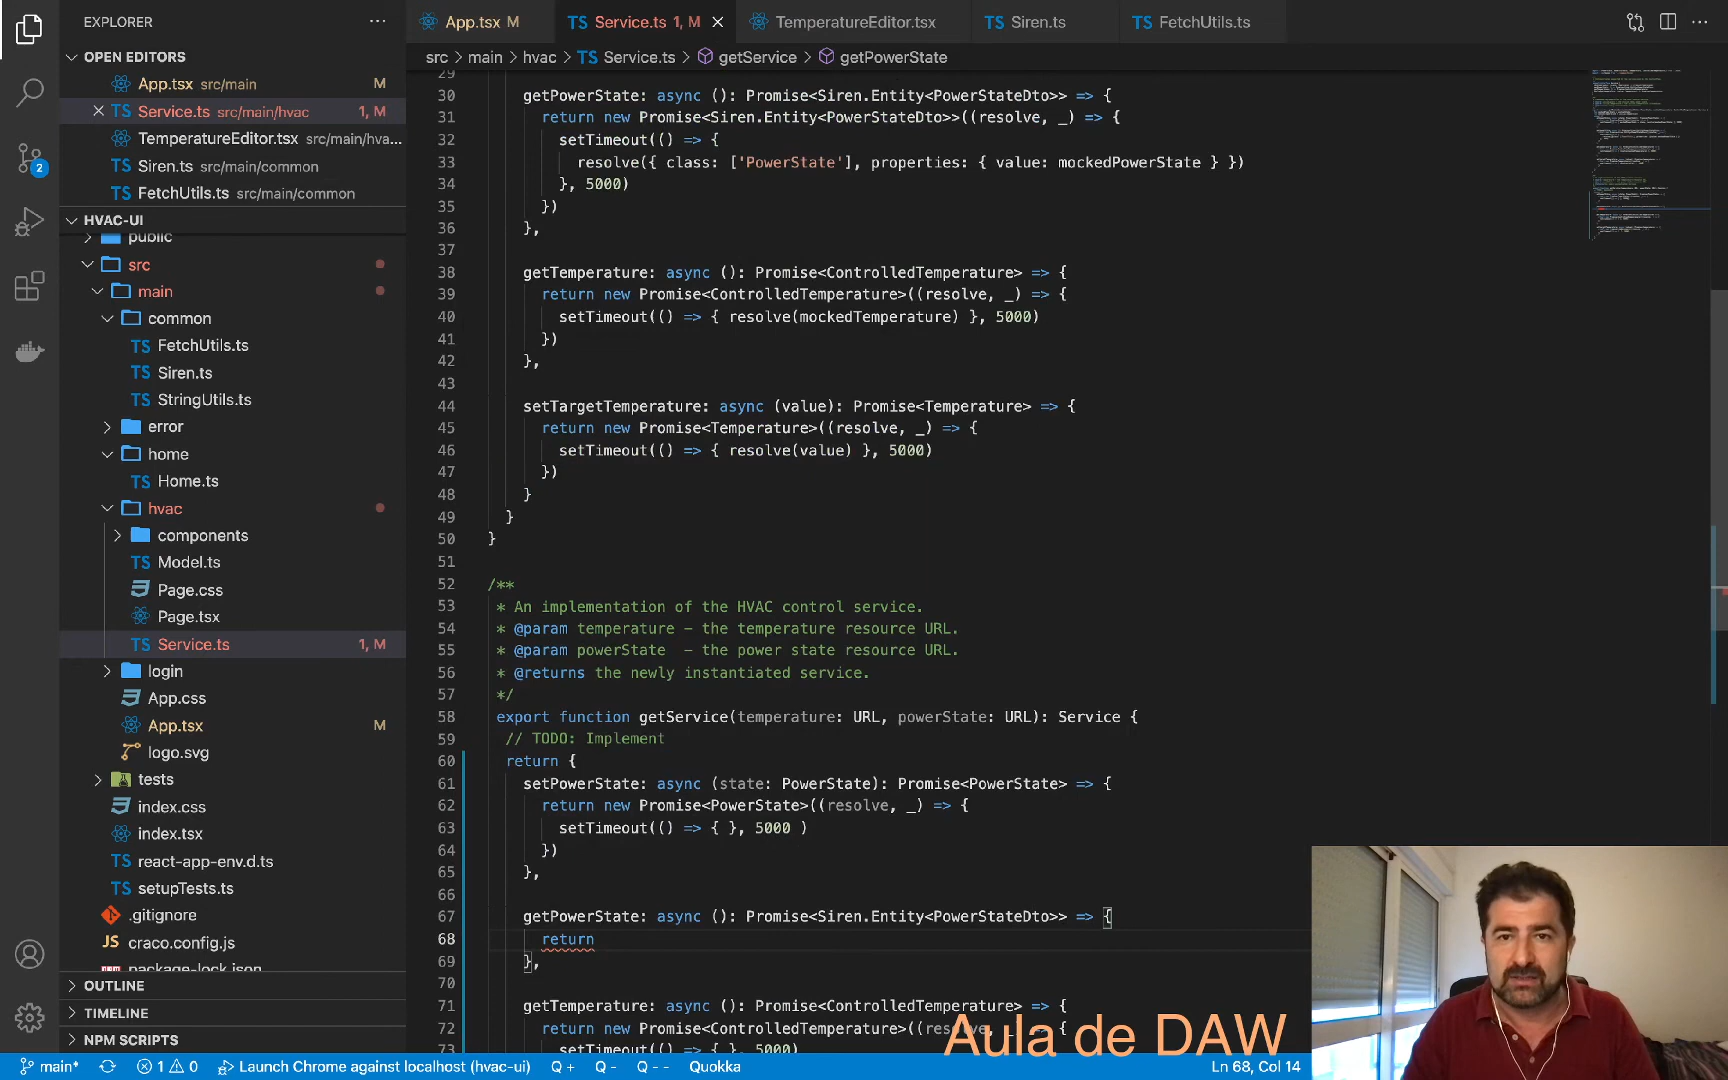 EXPLORER
OPEN EDITORS
App.tsx src/main M
Service.ts src/main/hvac 1, M
TemperatureEditor.tsx src/main/hva...
TS Siren.ts src/main/common
TS FetchUtils.ts src/main/common
HVAC-UI
public
src
main
common
TS FetchUtils.ts
TS Siren.ts
TS StringUtils.ts
error
home
TS Home.ts
hvac
components
TS Model.ts
Page.css
Page.tsx
TS Service.ts 1, M
login
App.css
App.tsx M
logo.svg
tests
index.css
index.tsx
TS react-app-env.d.ts
TS setupTests.ts
.gitignore
JS craco.config.js
package-lock.json
OUTLINE
TIMELINE
NPM SCRIPTS
2
App.tsx M
TS Service.ts 1, M
TemperatureEditor.tsx
TS Siren.ts
TS FetchUtils.ts
src > main > hvac > TS Service.ts > getService > getPowerState
29
30 getPowerState: async (): Promise<Siren.Entity<PowerStateDto>> => {
31 return new Promise<Siren.Entity<PowerStateDto>>((resolve, _) => {
32 setTimeout(() => {
33 resolve({ class: ['PowerState'], properties: { value: mockedPowerState } })
34 }, 5000)
35 })
36 },
37
38 getTemperature: async (): Promise<ControlledTemperature> => {
39 return new Promise<ControlledTemperature>((resolve, _) => {
40 setTimeout(() => { resolve(mockedTemperature) }, 5000)
41 })
42 },
43
44 setTargetTemperature: async (value): Promise<Temperature> => {
45 return new Promise<Temperature>((resolve, _) => {
46 setTimeout(() => { resolve(value) }, 5000)
47 })
48 }
49 }
50 }
51
52 /**
53 * An implementation of the HVAC control service.
54 * @param temperature - the temperature resource URL.
55 * @param powerState - the power state resource URL.
56 * @returns the newly instantiated service.
57 */
58 export function getService(temperature: URL, powerState: URL): Service {
59 // TODO: Implement
60 return {
61 setPowerState: async (state: PowerState): Promise<PowerState> => {
62 return new Promise<PowerState>((resolve, _) => {
63 setTimeout(() => { }, 5000 )
64 })
65 },
66
67 getPowerState: async (): Promise<Siren.Entity<PowerStateDto>> => {
68 return
69 },
70
71 getTemperature: async (): Promise<ControlledTemperature> => {
72 return new Promise<ControlledTemperature>((resolve, _) => {
73 setTimeout(() => { }, 5000)
Aula de DAW
main* 1 0 Launch Chrome against localhost (hvac-ui) Q + Q - Q - - Quokka Ln 68, Col 14